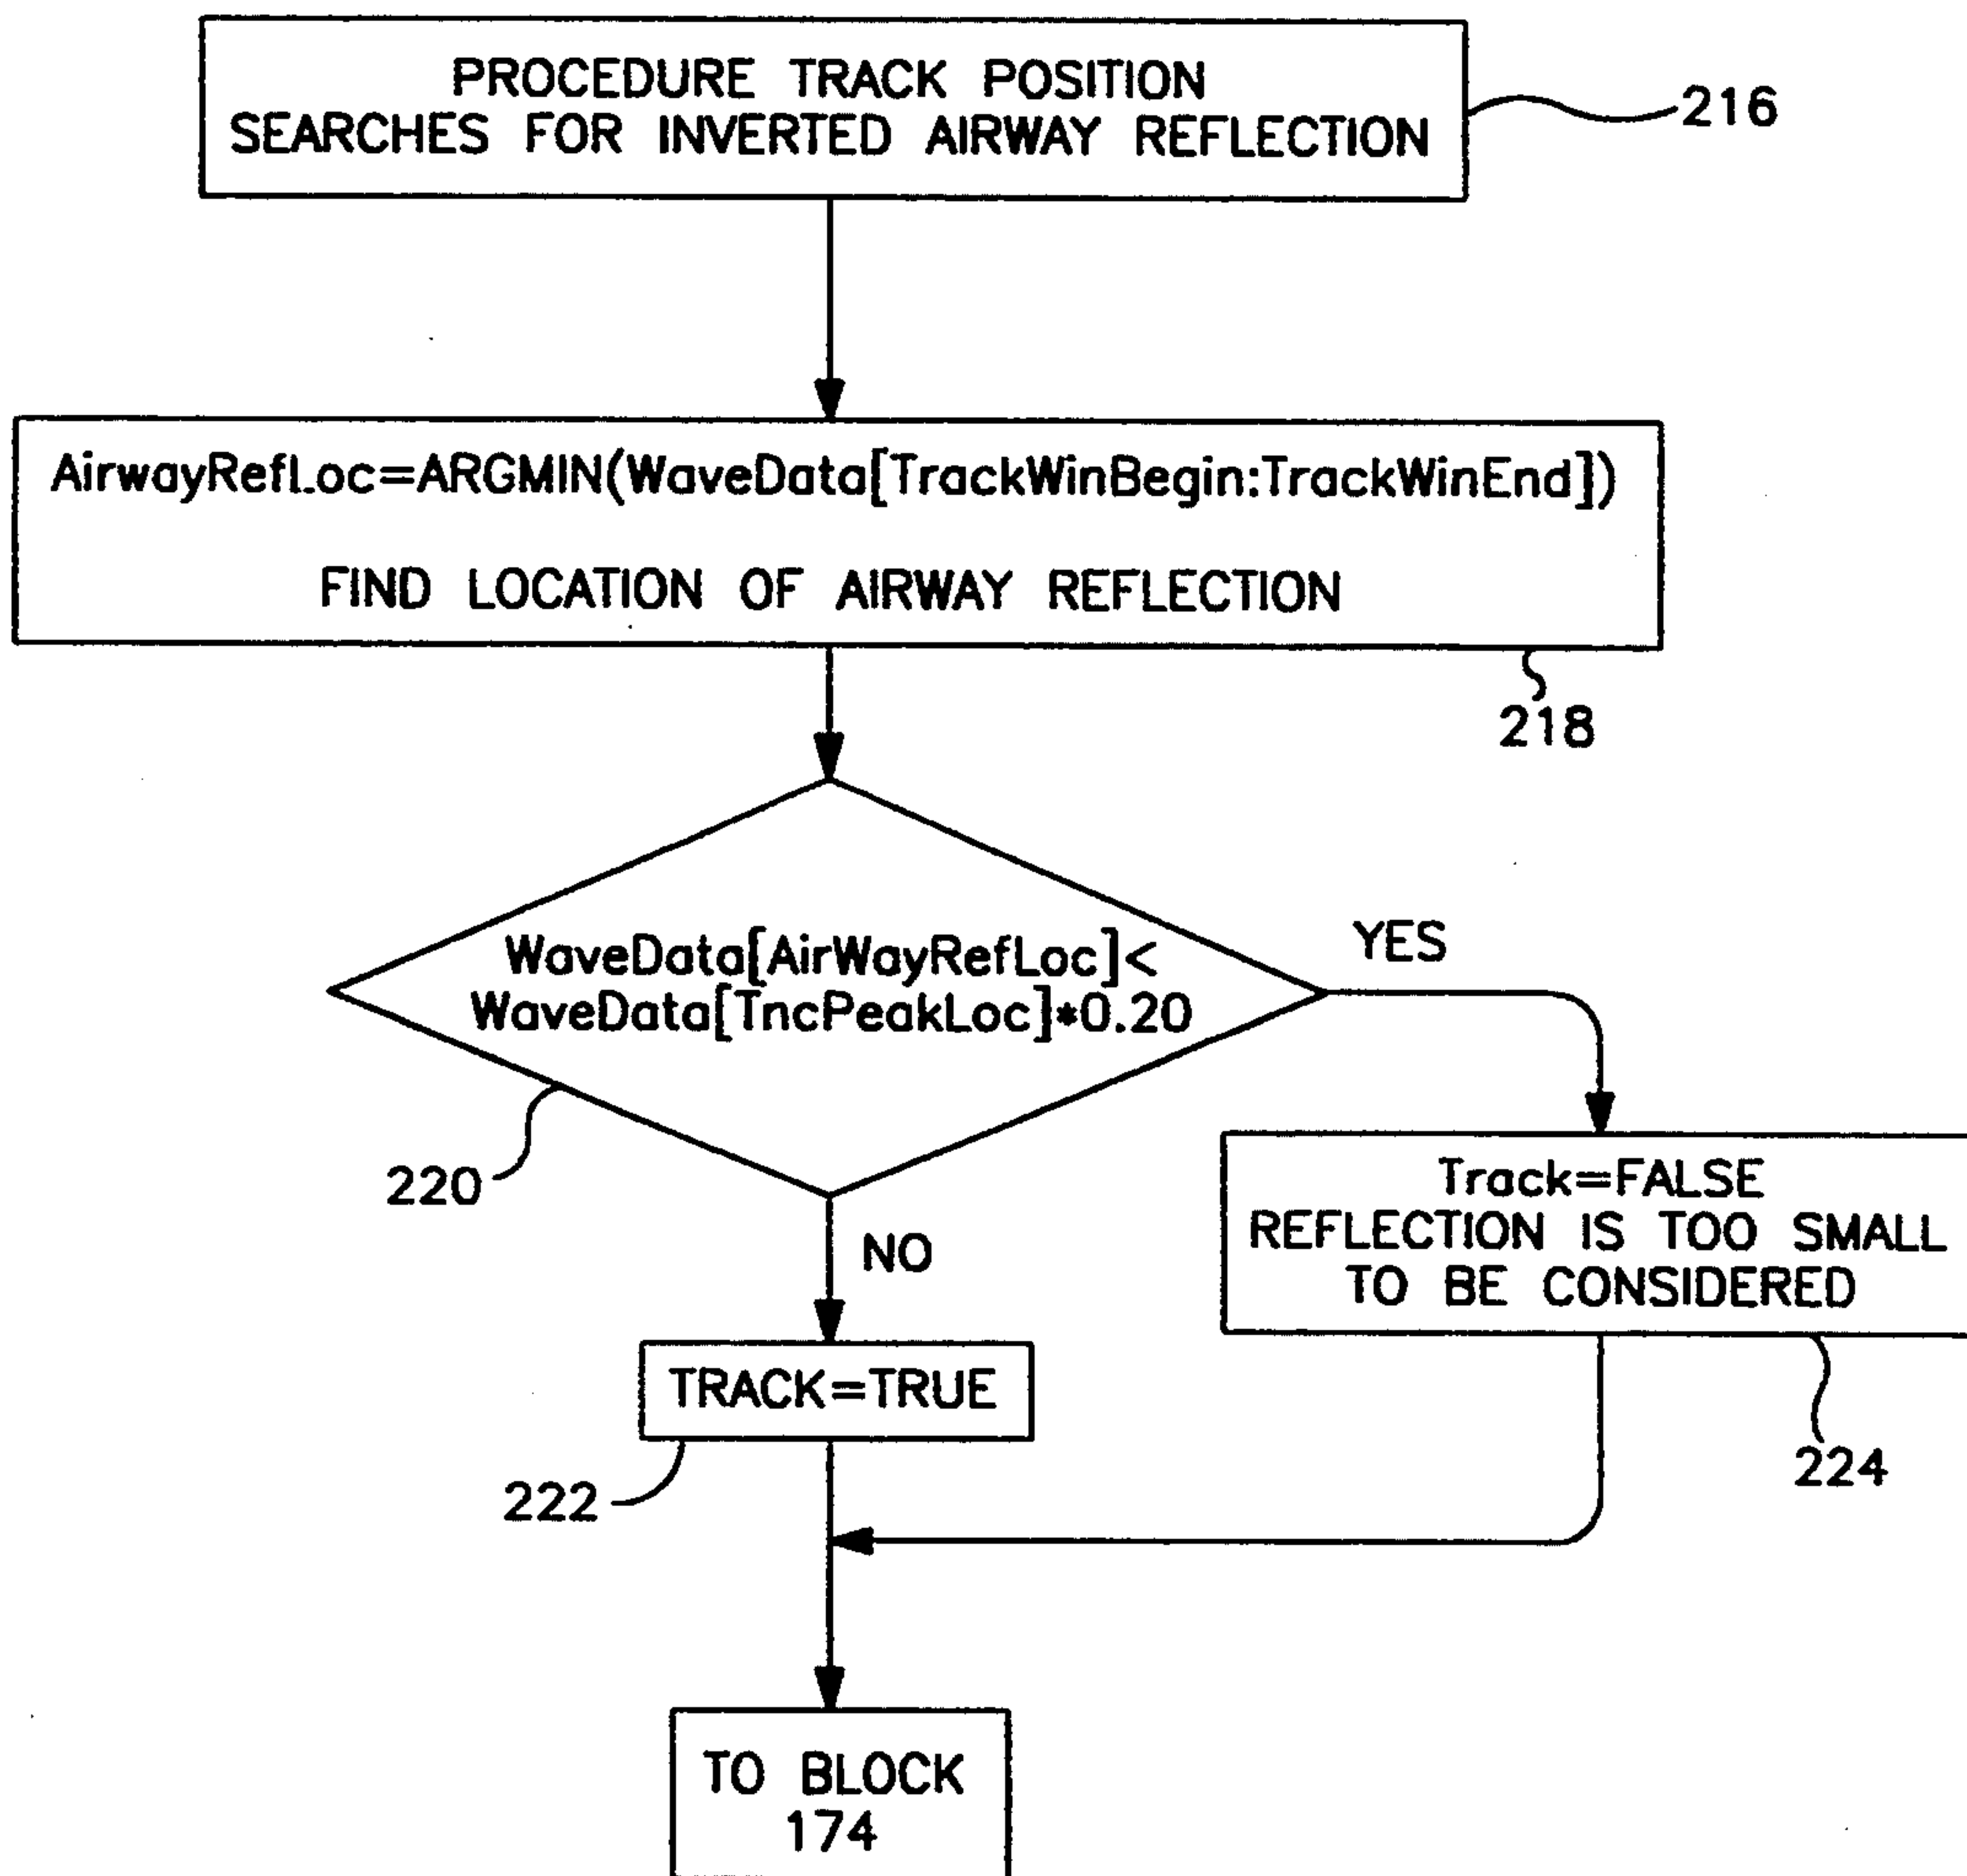 PROCEDURE TRACK POSITION
SEARCHES FOR INVERTED AIRWAY REFLECTION
216
AirwayRefLoc=ARGMIN(WaveData[TrackWinBegin:TrackWinEnd])
FIND LOCATION OF AIRWAY REFLECTION
218
WaveData[AirWayRefLoc]<
WaveData[TncPeakLoc]*0.20
YES
220
NO
Track=FALSE
REFLECTION IS TOO SMALL
TO BE CONSIDERED
TRACK=TRUE
222
224
TO BLOCK
174